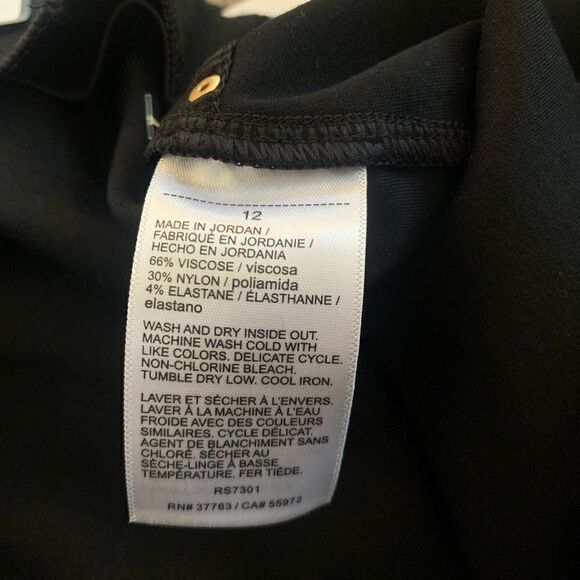 12
MADE IN JORDAN /
FABRIQUÉ EN JORDANIE /
HECHO EN JORDANIA
66% VISCOSE / viscosa
30% NYLON / poliamida
4% ELASTANE / ÉLASTHANNE /
elastano
WASH AND DRY INSIDE OUT.
MACHINE WASH COLD WITH
LIKE COLORS. DELICATE CYCLE.
NON-CHLORINE BLEACH.
TUMBLE DRY LOW. COOL IRON.
LAVER ET SÉCHER À L'ENVERS.
LAVER À LA MACHINE À L'EAU
FROIDE AVEC DES COULEURS
SIMILAIRES. CYCLE DÉLICAT.
AGENT DE BLANCHIMENT SANS
CHLORÉ. SÉCHER AU
SÈCHE-LINGE À BASSE
TEMPÉRATURE. FER TIÈDE.
RS7301
RN# 37763 / CA# 55972